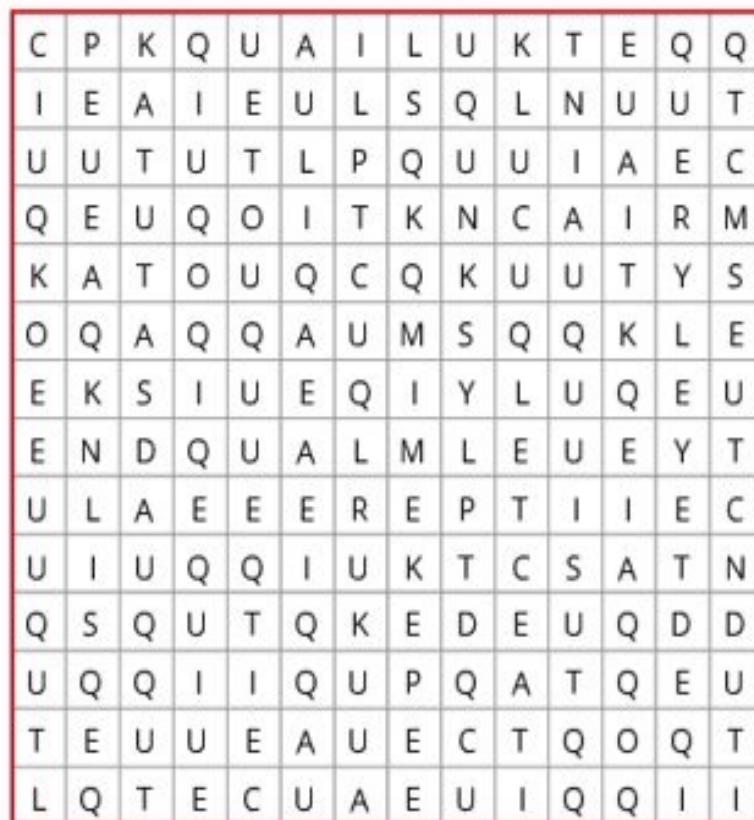 C P K Q U A I L U K T E Q Q
I E A I E U L S Q L N U U T
U U T U T L P Q U U I A E C
Q E U Q O I T K N C A I R M
K A T O U Q C Q K U U T Y S
O Q A Q Q A U M S Q Q K L E
E K S I U E Q I Y L U Q E U
E N D Q U A L M L E U E Y T
U L A E E E R E P T I I E C
U I U Q Q I U K T C S A T N
Q S Q U T Q K E D E U Q D D
U Q Q I I Q U P Q A T Q E U
T E U U E A U E C T Q O Q T
L Q T E C U A E U I Q Q I I